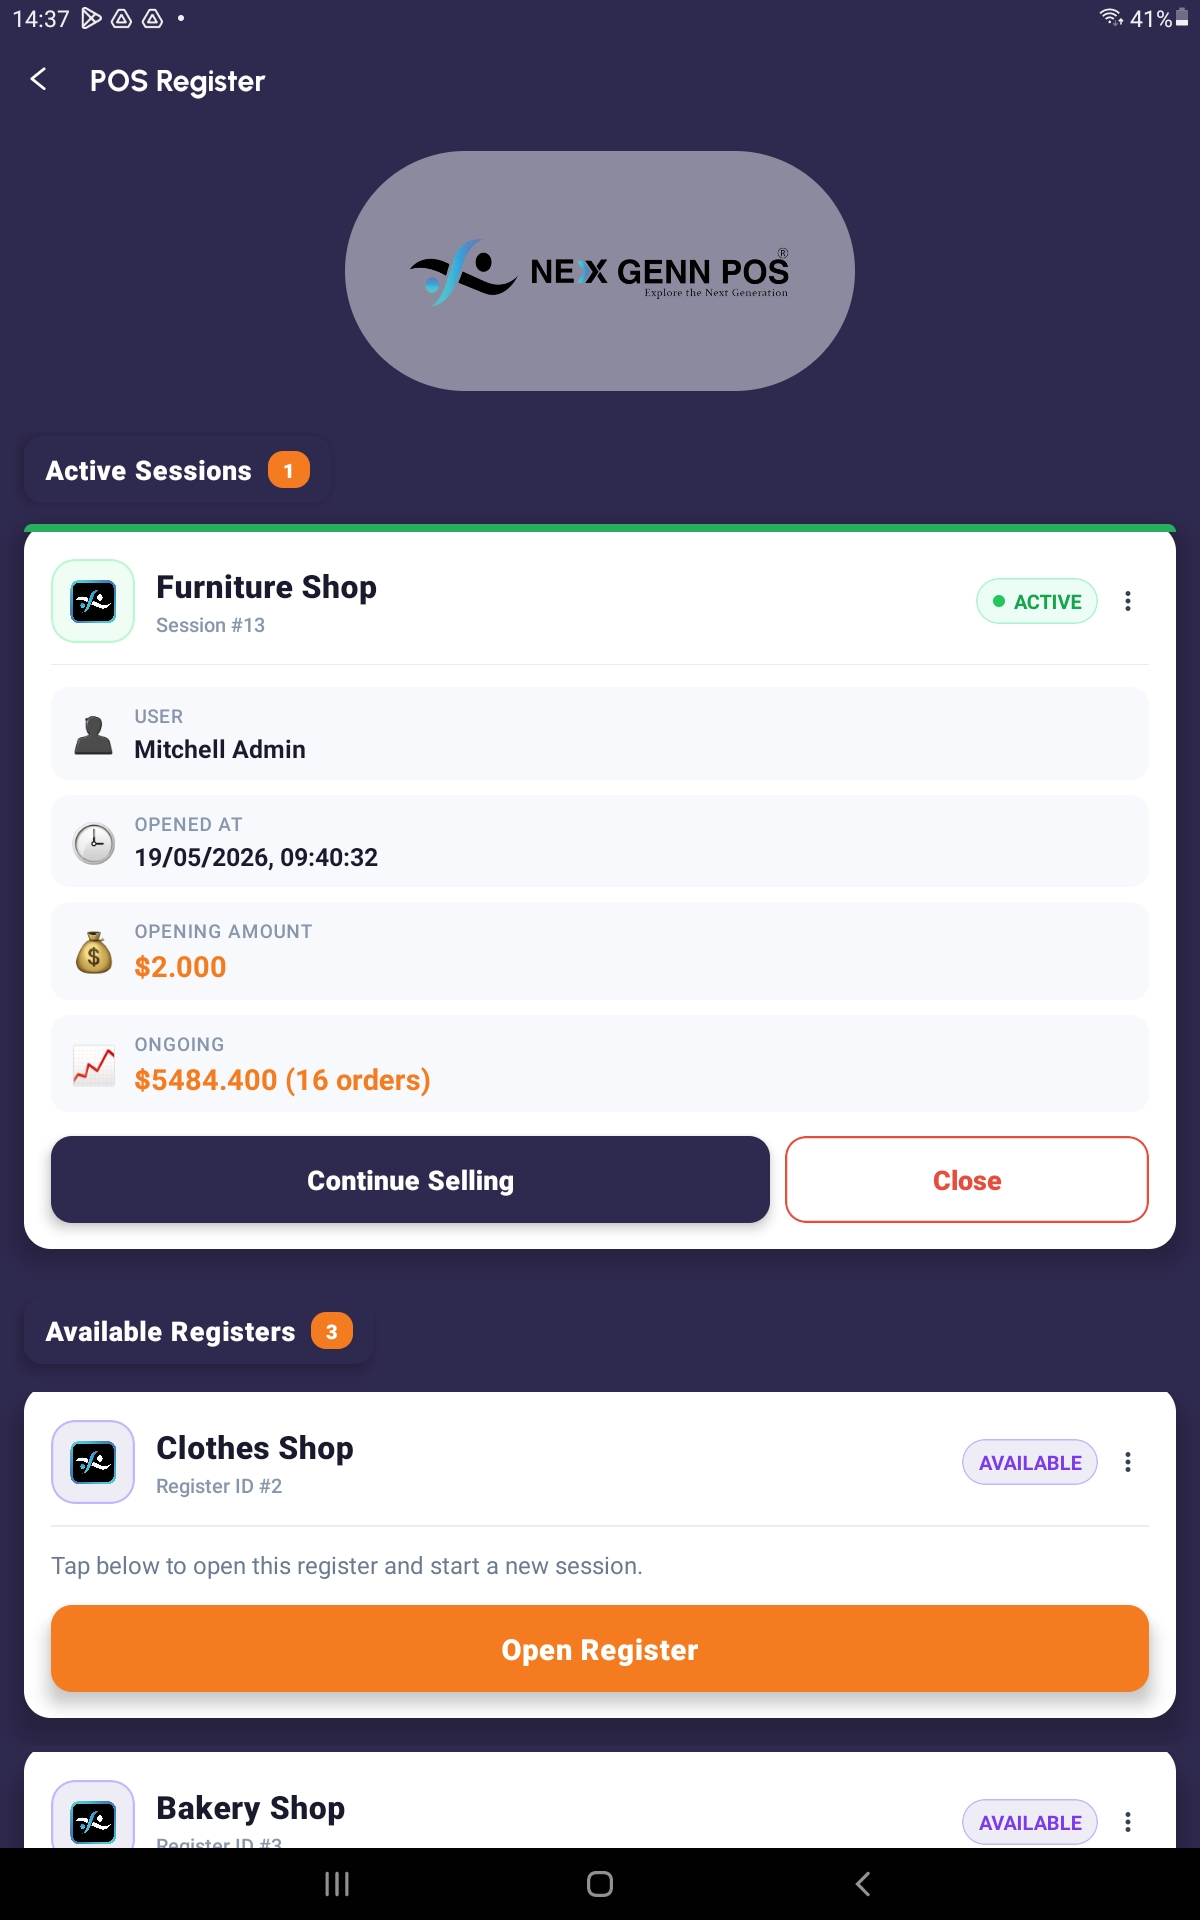 14:37
41%
POS Register
NEXX GENN POS®
Explore the Next Generation
Active Sessions 1
Furniture Shop
Session #13
ACTIVE
USER
Mitchell Admin
OPENED AT
19/05/2026, 09:40:32
OPENING AMOUNT
$2.000
ONGOING
$5484.400 (16 orders)
Continue Selling
Close
Available Registers 3
Clothes Shop
Register ID #2
AVAILABLE
Tap below to open this register and start a new session.
Open Register
Bakery Shop
Register ID #3
AVAILABLE